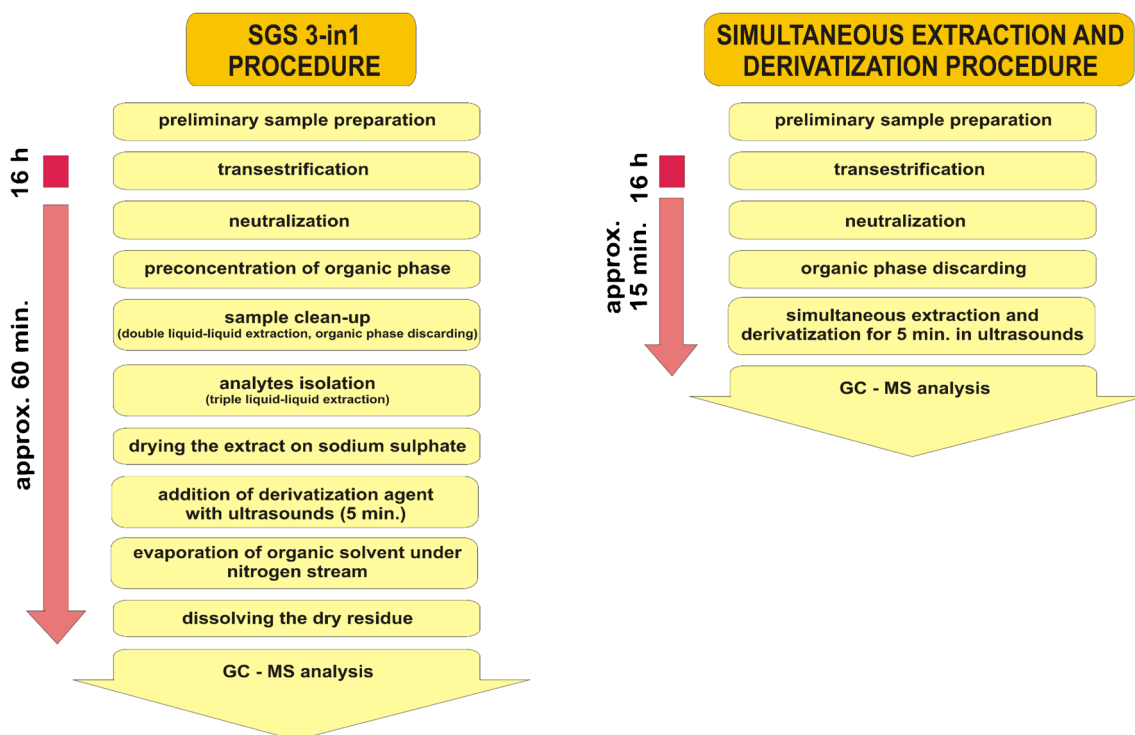 SGS 3-in1
PROCEDURE
preliminary sample preparation
16 h
transestrification
neutralization
preconcentration of organic phase
sample clean-up
(double liquid-liquid extraction, organic phase discarding)
approx. 60 min.
analytes isolation
(triple liquid-liquid extraction)
drying the extract on sodium sulphate
addition of derivatization agent
with ultrasounds (5 min.)
evaporation of organic solvent under
nitrogen stream
dissolving the dry residue
GC - MS analysis
SIMULTANEOUS EXTRACTION AND
DERIVATIZATION PROCEDURE
preliminary sample preparation
16 h
transestrification
neutralization
approx.
15 min.
organic phase discarding
simultaneous extraction and
derivatization for 5 min. in ultrasounds
GC - MS analysis